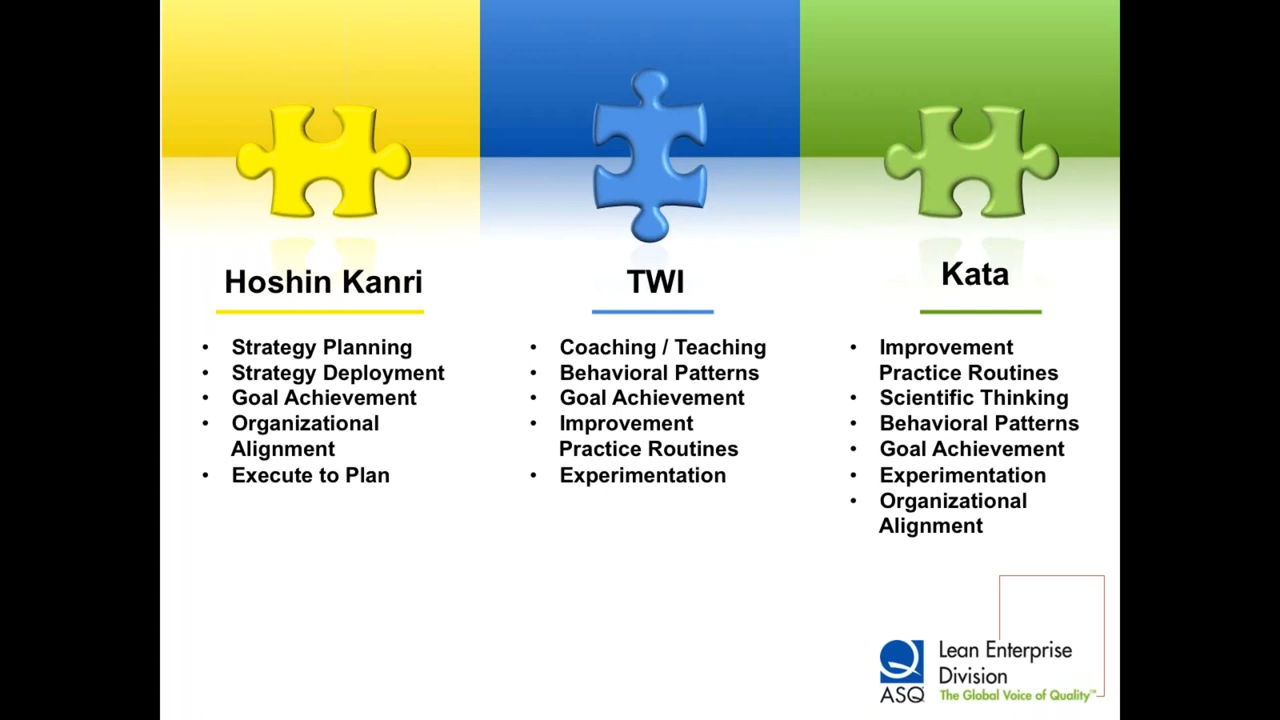 Hoshin Kanri
• Strategy Planning
• Strategy Deployment
• Goal Achievement
• Organizational
Alignment
• Execute to Plan
TWI
• Coaching / Teaching
• Behavioral Patterns
• Goal Achievement
• Improvement
Practice Routines
• Experimentation
Kata
• Improvement
Practice Routines
• Scientific Thinking
• Behavioral Patterns
• Goal Achievement
• Experimentation
• Organizational
Alignment
ASQ
Lean Enterprise
Division
The Global Voice of Quality™